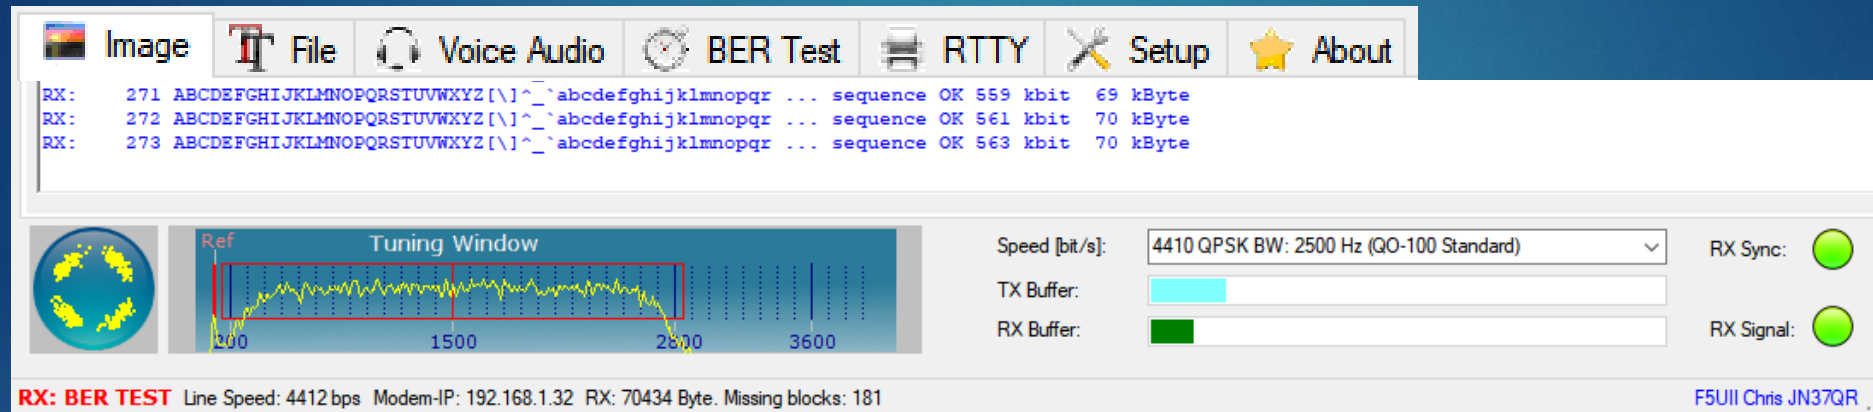 Image File Voice Audio BER Test RTTY Setup About
RX: 271 ABCDEFGHIJKLMNOPQRSTUVWXYZ[\]^_`abcdefghijklmnopqr ... sequence OK 559 kbit 69 kByte
RX: 272 ABCDEFGHIJKLMNOPQRSTUVWXYZ[\]^_`abcdefghijklmnopqr ... sequence OK 561 kbit 70 kByte
RX: 273 ABCDEFGHIJKLMNOPQRSTUVWXYZ[\]^_`abcdefghijklmnopqr ... sequence OK 563 kbit 70 kByte
Ref Tuning Window
200 1500 2800 3600
Speed [bit/s]: 4410 QPSK BW: 2500 Hz (QO-100 Standard)
TX Buffer:
RX Buffer:
RX Sync:
RX Signal:
RX: BER TEST Line Speed: 4412 bps Modem-IP: 192.168.1.32 RX: 70434 Byte. Missing blocks: 181
F5UII Chris JN37QR